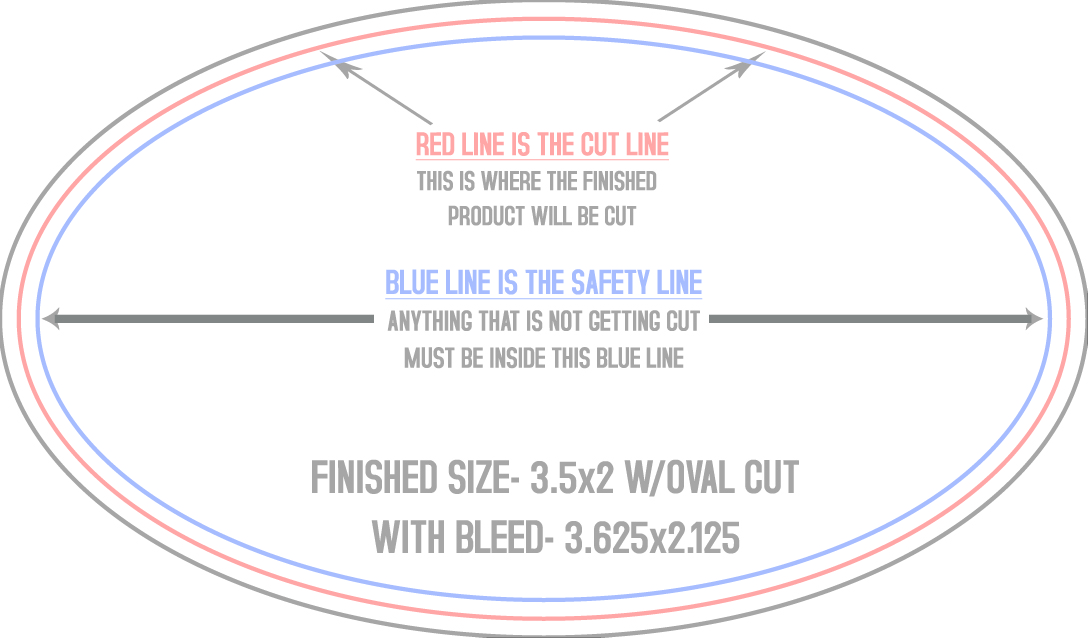 RED LINE IS THE CUT LINE
THIS IS WHERE THE FINISHED
PRODUCT WILL BE CUT
BLUE LINE IS THE SAFETY LINE
ANYTHING THAT IS NOT GETTING CUT
MUST BE INSIDE THIS BLUE LINE
FINISHED SIZE- 3.5x2 W/OVAL CUT
WITH BLEED- 3.625x2.125